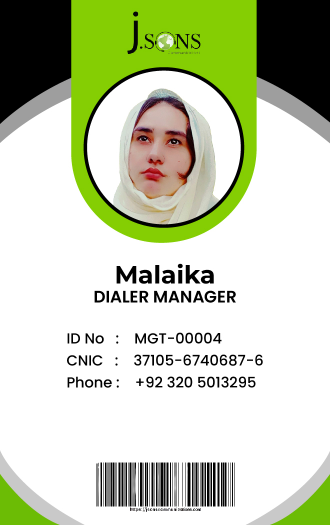 j.SONS
Malaika
DIALER MANAGER
ID No : MGT-00004
CNIC : 37105-6740687-6
Phone : +92 320 5013295